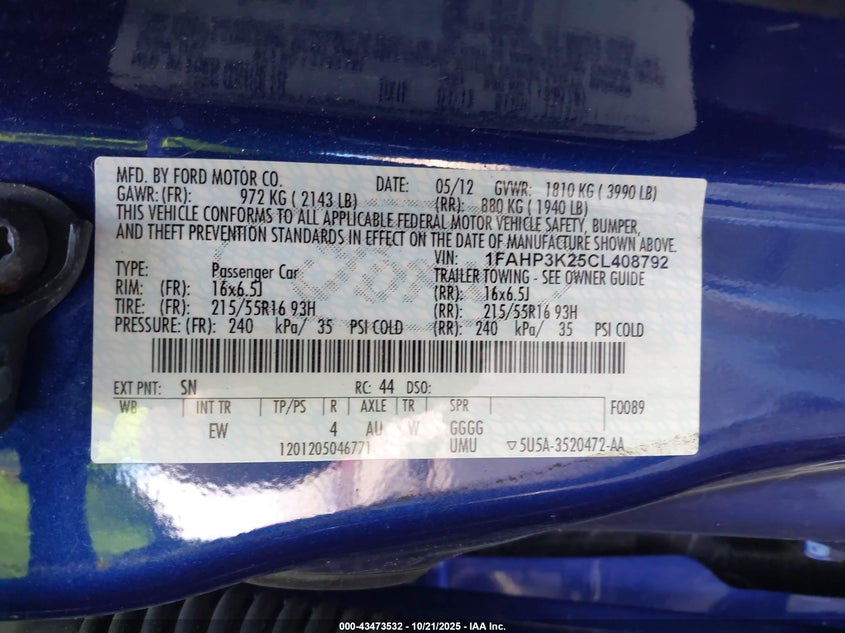 MFD. BY FORD MOTOR CO. DATE: 05/12 GVWR: 1810 KG ( 3990 LB)
GAWR: (FR): 972 KG ( 2143 LB) (RR): 880 KG ( 1940 LB)
THIS VEHICLE CONFORMS TO ALL APPLICABLE FEDERAL MOTOR VEHICLE SAFETY, BUMPER,
AND THEFT PREVENTION STANDARDS IN EFFECT ON THE DATE OF MANUFACTURE SHOWN ABOVE.
VIN: 1FAHP3K25CL408792
TYPE: Passenger Car TRAILER TOWING - SEE OWNER GUIDE
RIM: (FR) 16x6.5J (RR): 16x6.5J
TIRE: (FR): 215/55R16 93H (RR): 215/55R16 93H
PRESSURE: (FR): 240 kPa/ 35 PSI COLD (RR): 240 kPa/ 35 PSI COLD
EXT PNT: SN RC: 44 DSO:
WB INT TR TP/PS R AXLE TR SPR F0089
EW 4 AU W GGGG
1201205046771 UMU ▽5U5A-3520472-AA
000-43473532 - 10/21/2025 - IAA Inc.